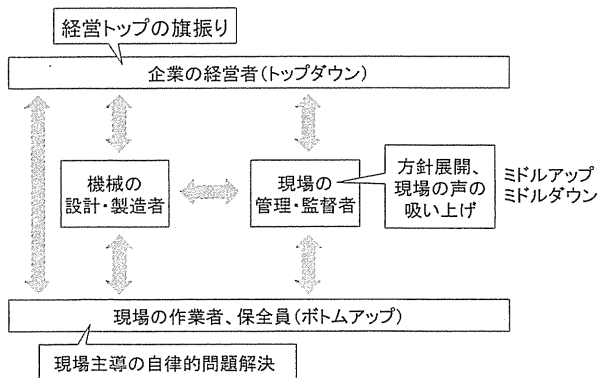 経営トップの旗振り
企業の経営者(トップダウン)
機械の
設計・製造者
現場の
管理・監督者
方針展開、
現場の声の
吸い上げ
ミドルアップ
ミドルダウン
現場の作業者、保全員(ボトムアップ)
現場主導の自律的問題解決